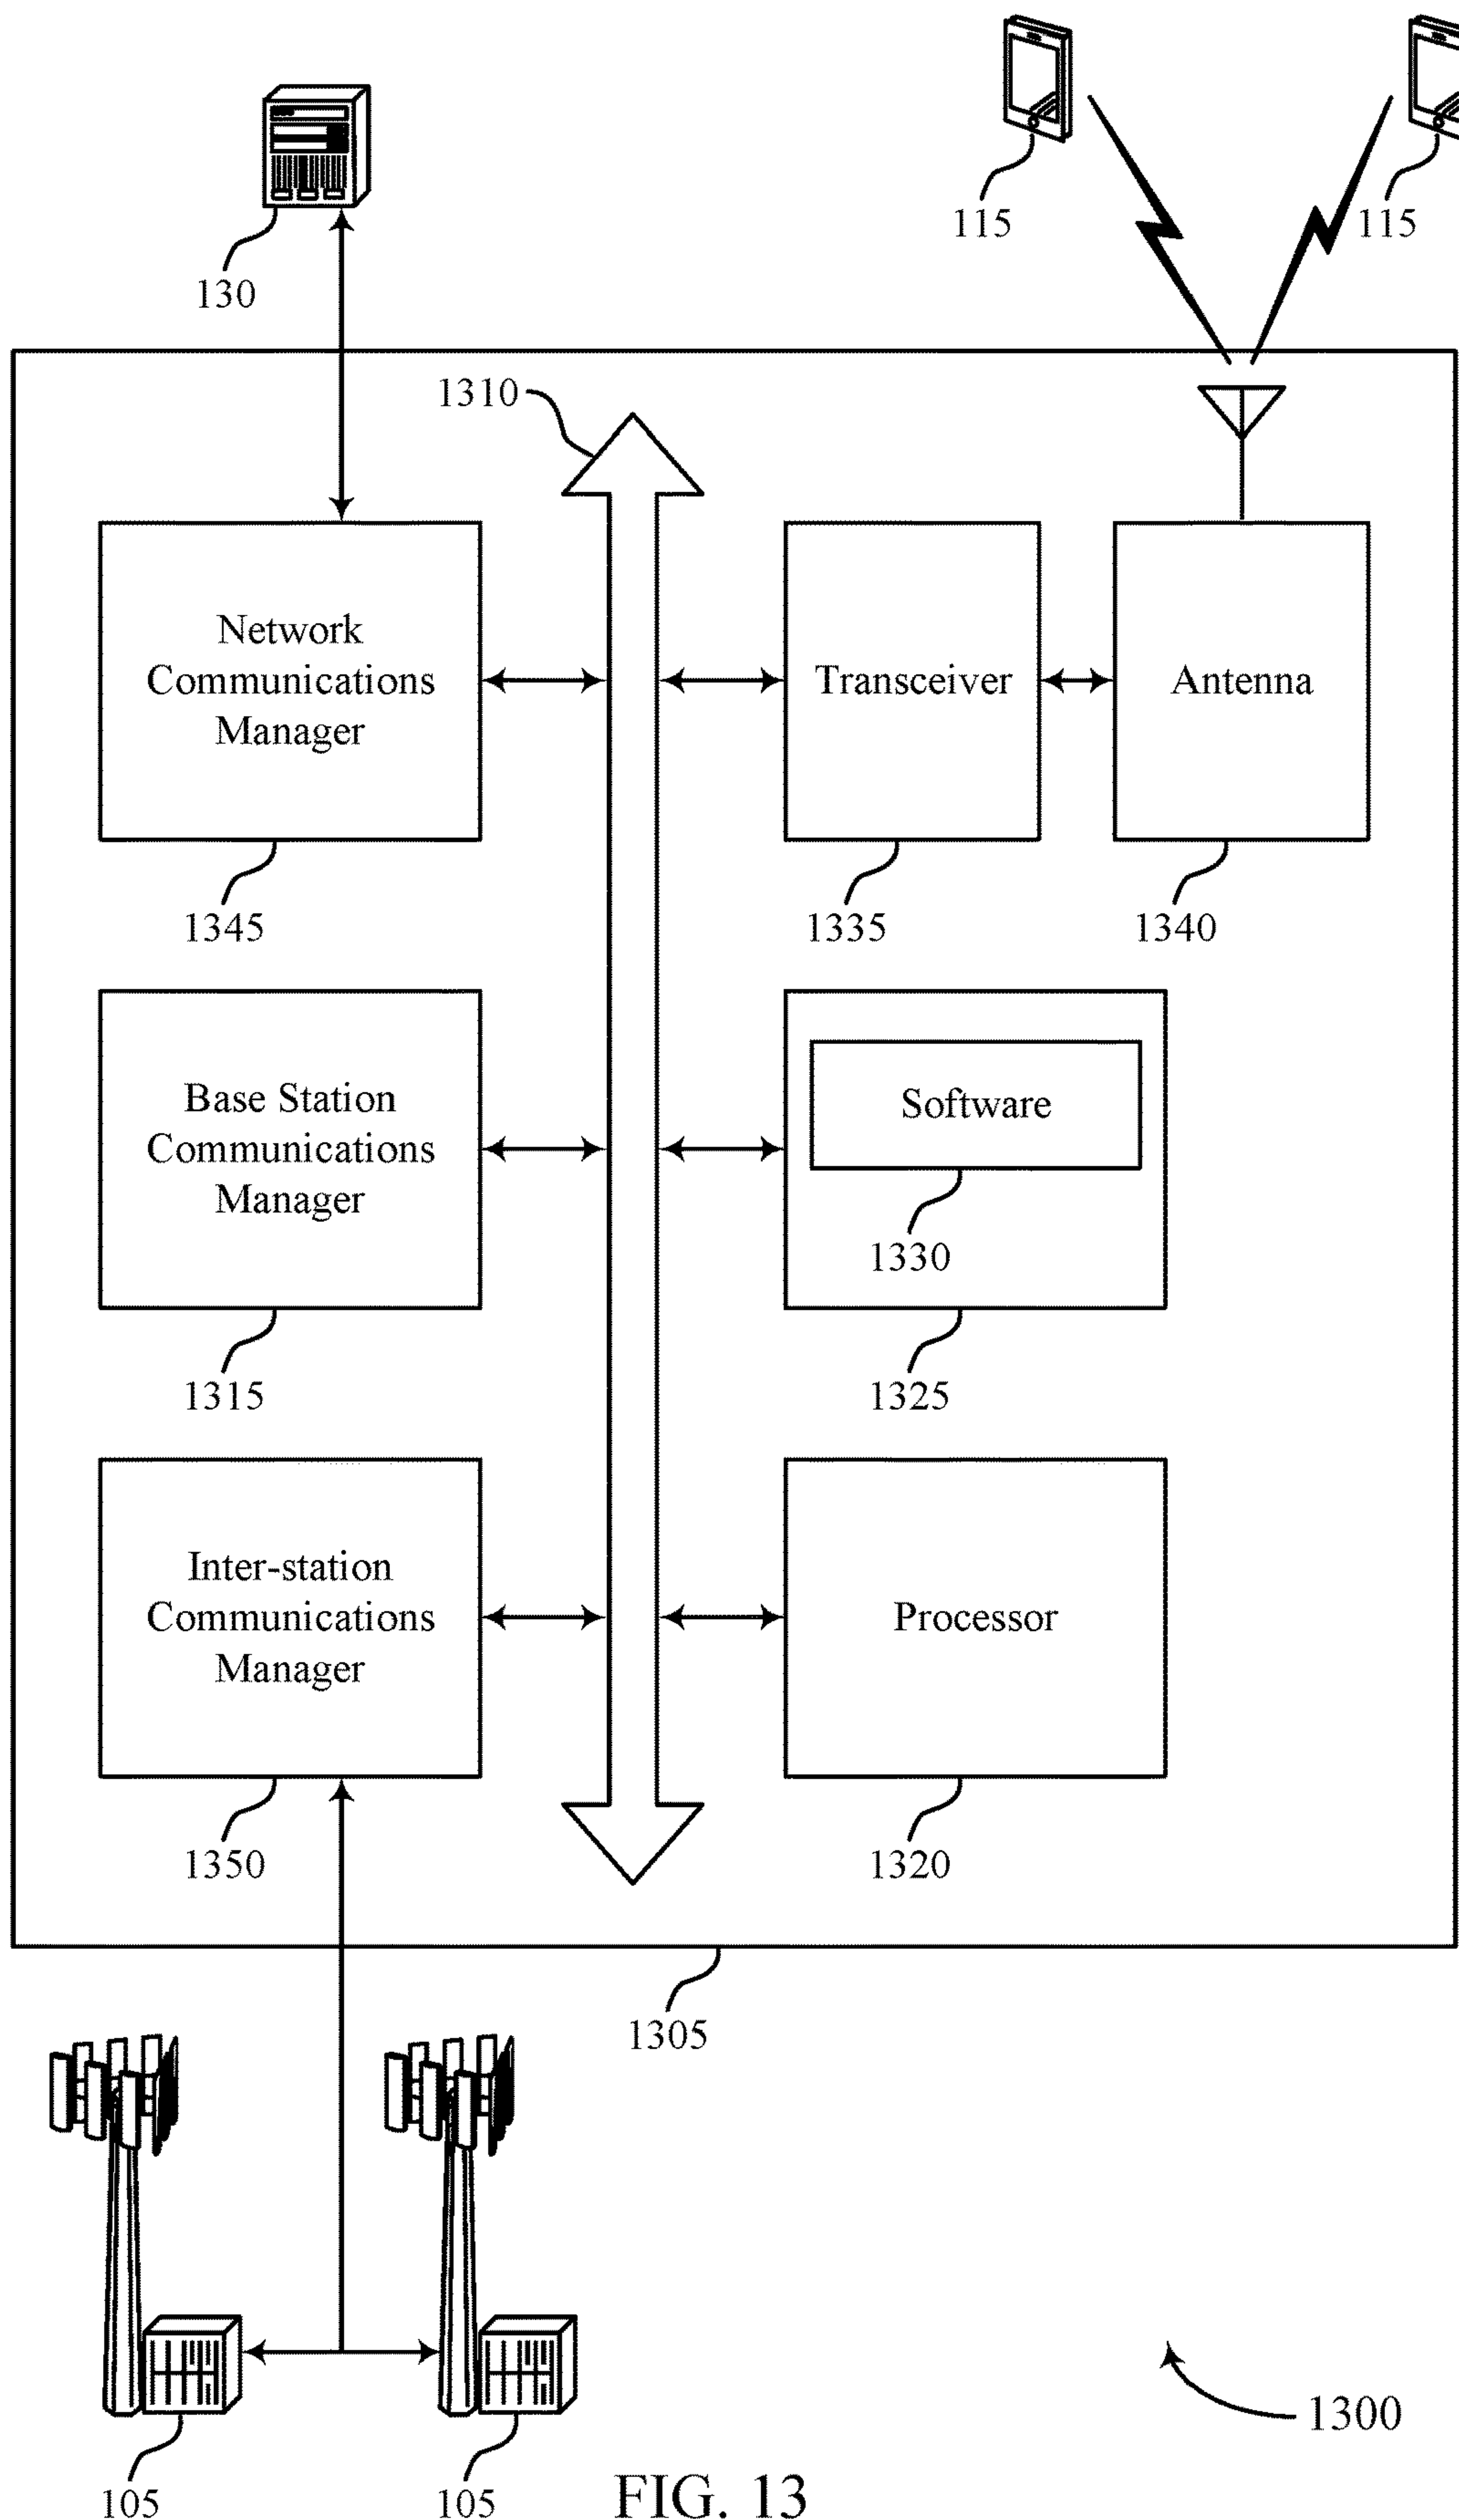 115
115
130
1310
Network
Communications
Manager
Transceiver
Antenna
1345
1335
1340
Base Station
Communications
Manager
Software
1330
1315
1325
Inter-station
Communications
Manager
Processor
1350
1320
1305
1300
105
105
FIG. 13